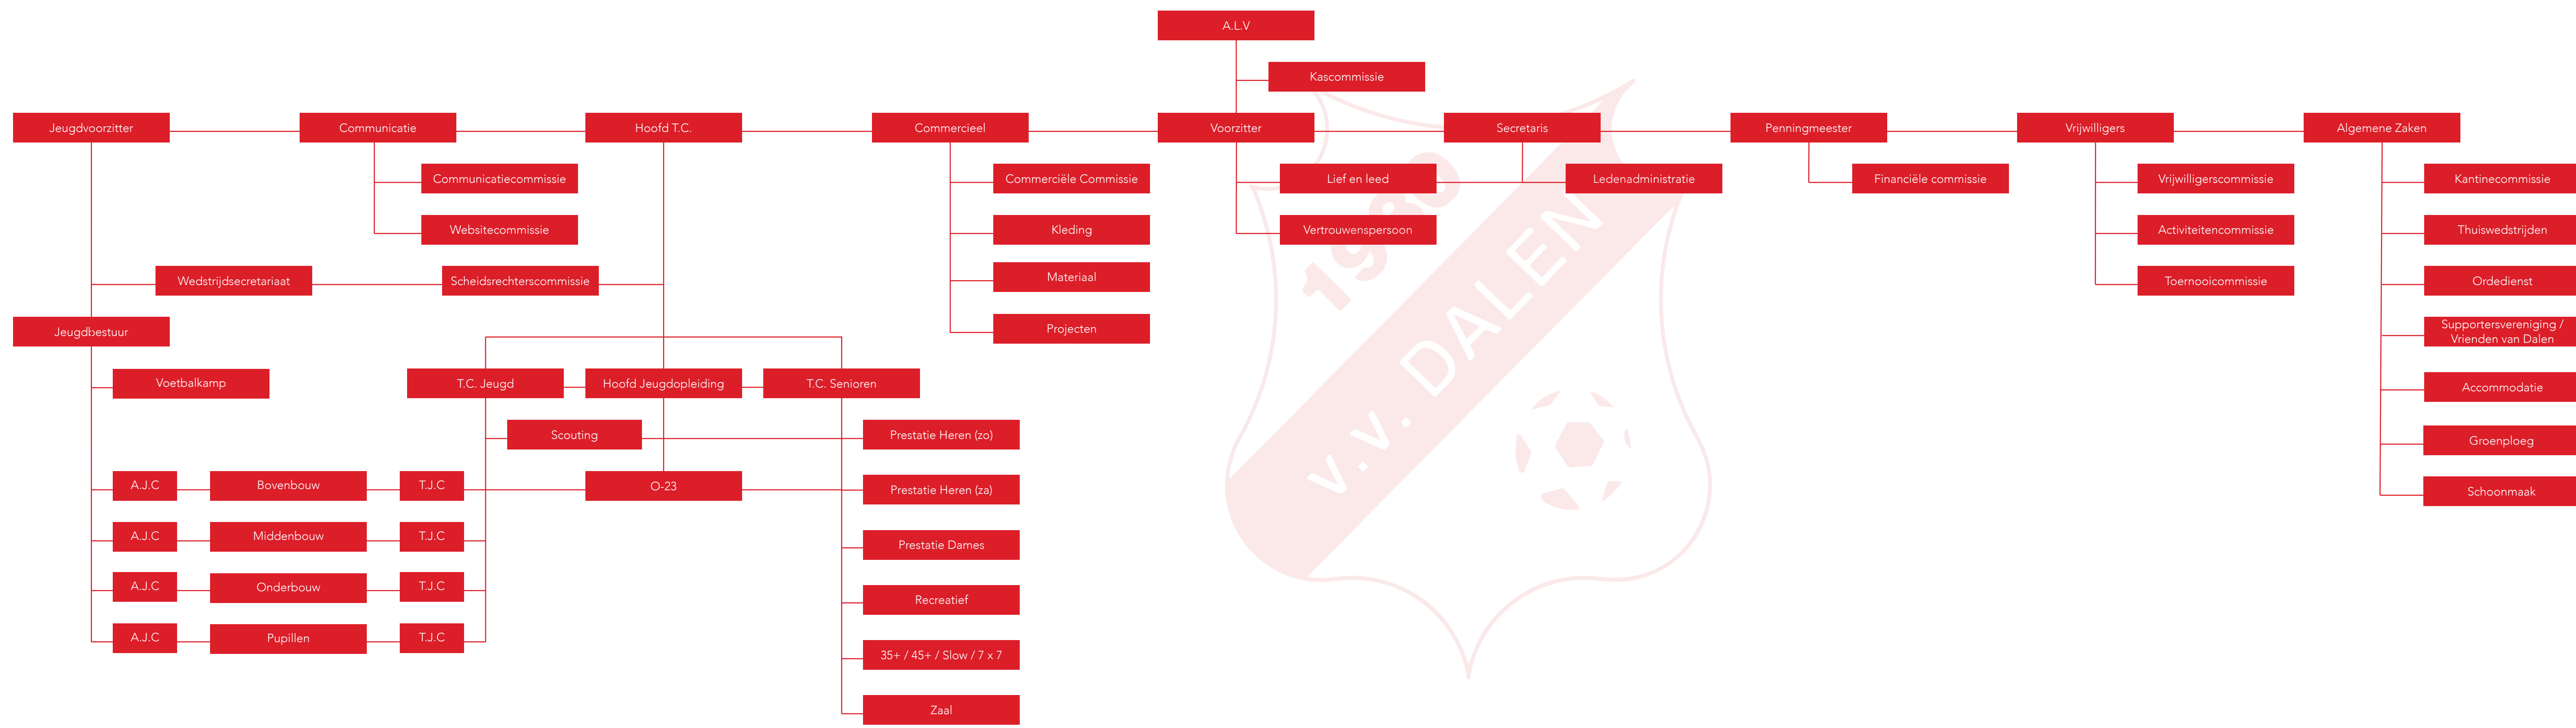 A.L.V
Kascommissie
Jeugdvoorzitter
Communicatie
Hoofd T.C.
Commercieel
Voorzitter
Secretaris
Penningmeester
Vrijwilligers
Algemene Zaken
Communicatiecommissie
Commerciële Commissie
Lief en leed
Ledenadministratie
Financiële commissie
Vrijwilligerscommissie
Kantinecommissie
Websitecommissie
Kleding
Vertrouwenspersoon
Activiteitencommissie
Thuiswedstrijden
Wedstrijdsecretariaat
Scheidsrechterscommissie
Materiaal
Toernooicommissie
Ordedienst
Jeugdbestuur
Projecten
Supportersvereniging /
Vrienden van Dalen
Voetbalkamp
T.C. Jeugd
Hoofd Jeugdopleiding
T.C. Senioren
Accommodatie
Scouting
Prestatie Heren (zo)
Groenploeg
A.J.C
Bovenbouw
T.J.C
O-23
Prestatie Heren (za)
Schoonmaak
A.J.C
Middenbouw
T.J.C
Prestatie Dames
A.J.C
Onderbouw
T.J.C
Recreatief
A.J.C
Pupillen
T.J.C
35+ / 45+ / Slow / 7 x 7
Zaal
1930
v.v. DALEN